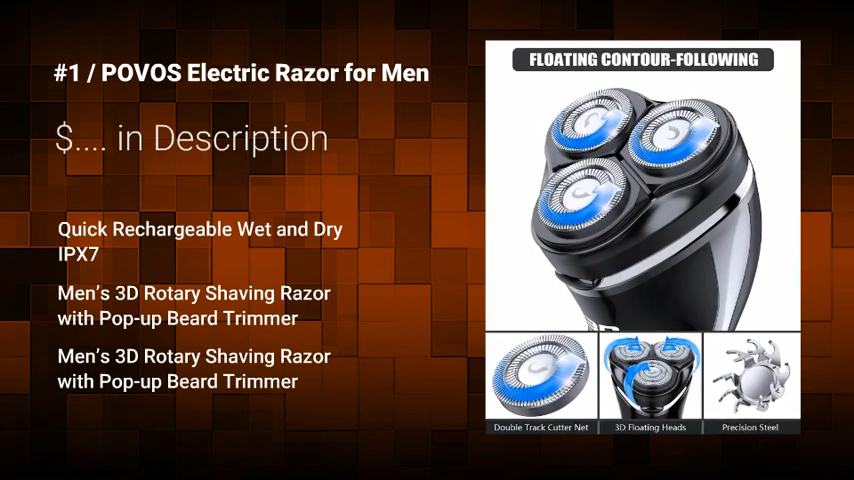 #1 / POVOS Electric Razor for Men
$.... in Description
Quick Rechargeable Wet and Dry
IPX7
Men's 3D Rotary Shaving Razor
with Pop-up Beard Trimmer
Men's 3D Rotary Shaving Razor
with Pop-up Beard Trimmer
FLOATING CONTOUR-FOLLOWING
Double Track Cutter Net
3D Floating Heads
Precision Steel